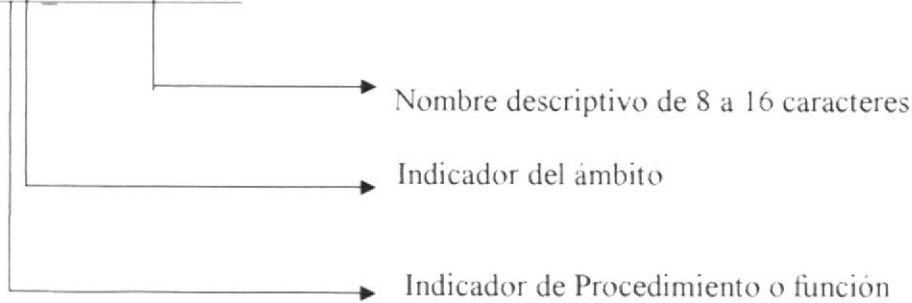 Nombre descriptivo de 8 a 16 caracteres
Indicador del ámbito
Indicador de Procedimiento o función